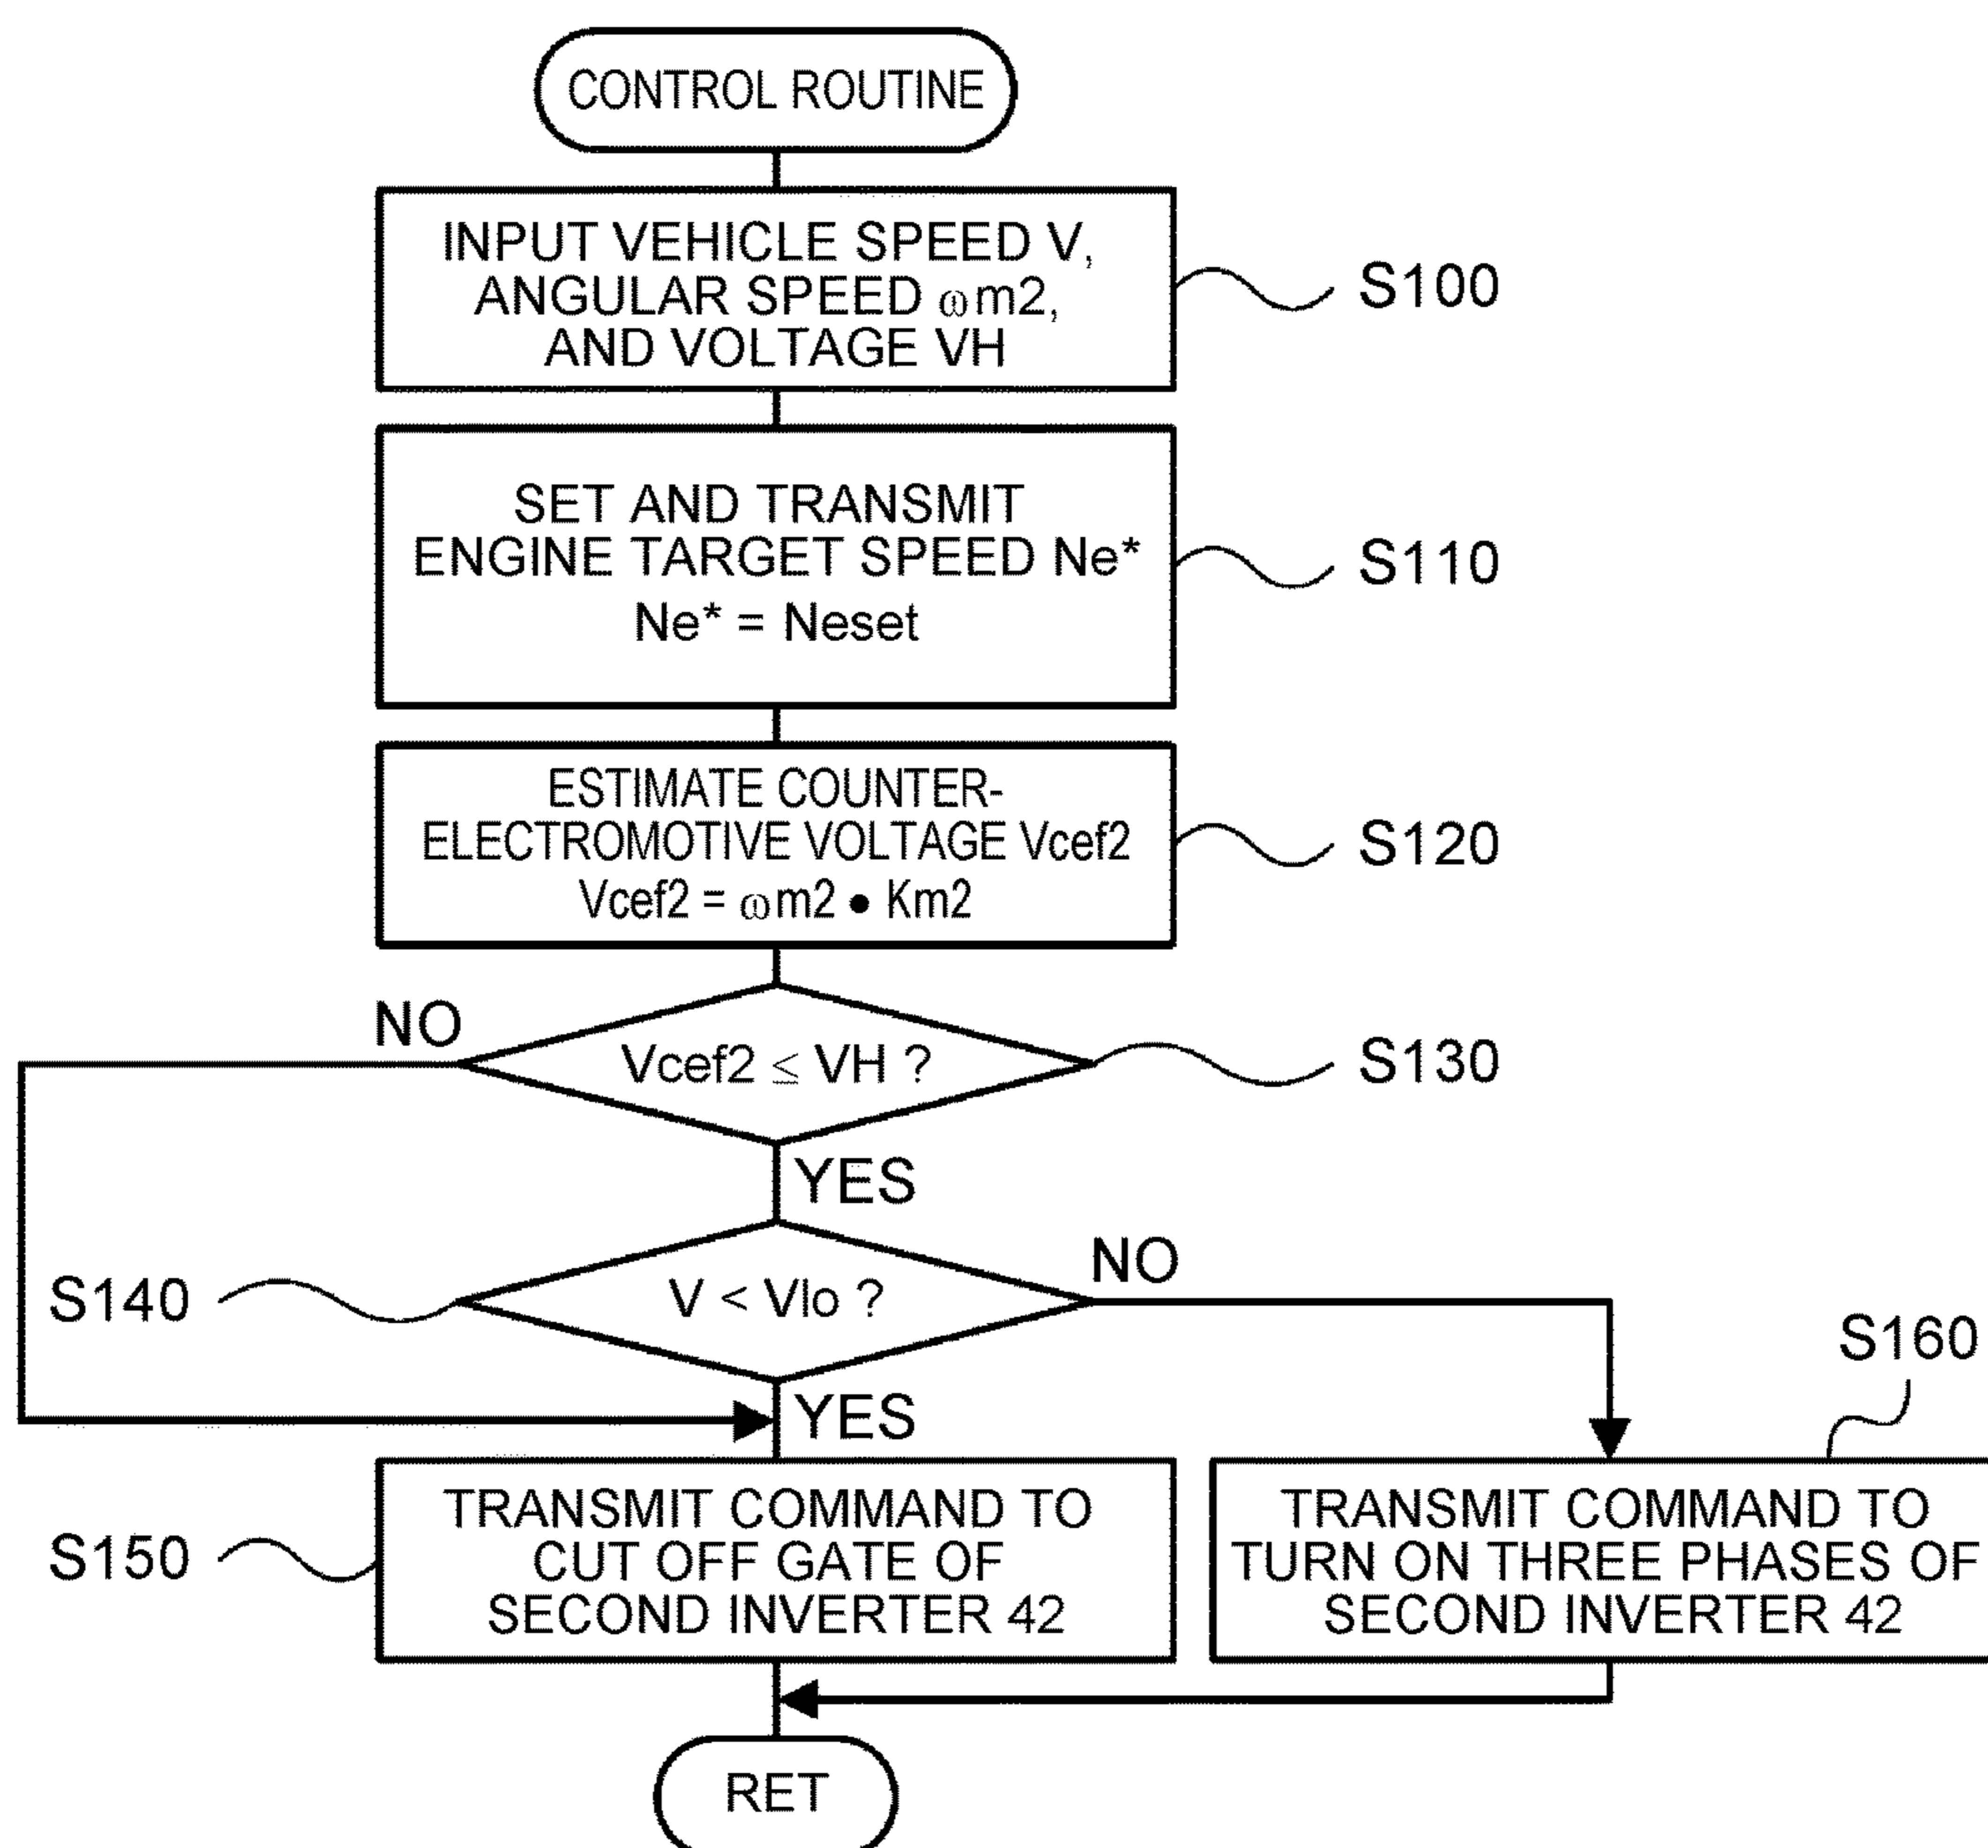 CONTROL ROUTINE
INPUT VEHICLE SPEED V,
ANGULAR SPEED ωm2,
AND VOLTAGE VH
S100
SET AND TRANSMIT
ENGINE TARGET SPEED Ne*
Ne* = Neset
S110
ESTIMATE COUNTER-
ELECTROMOTIVE VOLTAGE Vcef2
Vcef2 = ωm2 • Km2
S120
NO
Vcef2 ≤ VH ?
S130
YES
S140
V < Vlo ?
NO
YES
S160
S150
TRANSMIT COMMAND TO
CUT OFF GATE OF
SECOND INVERTER 42
TRANSMIT COMMAND TO
TURN ON THREE PHASES OF
SECOND INVERTER 42
RET